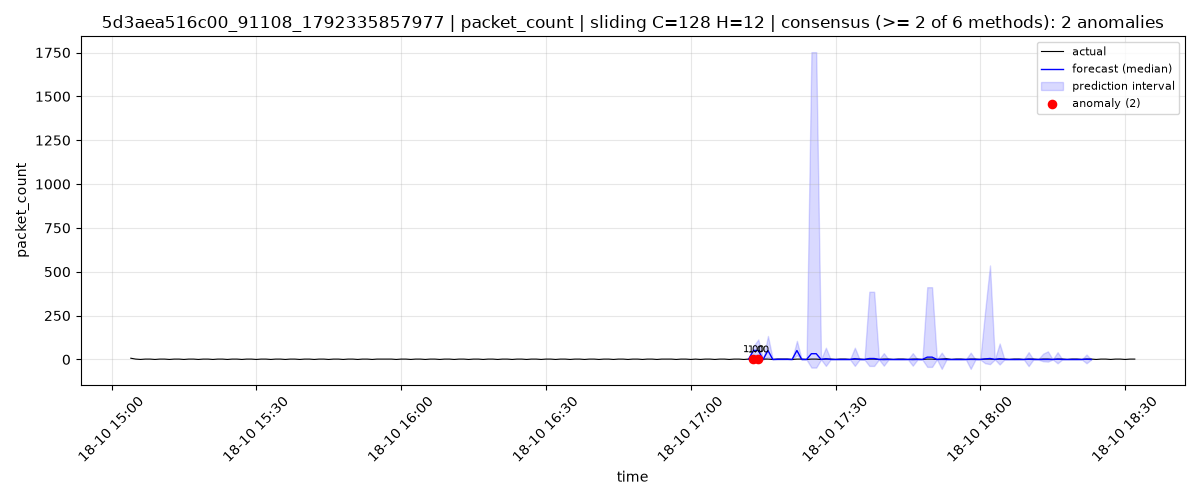 5d3aea516c00_91108_1792335857977 | packet_count | sliding C=128 H=12 | consensus (>= 2 of 6 methods): 2 anomalies
packet_count
1750
1500
1250
1000
750
500
250
0
actual
forecast (median)
prediction interval
anomaly (2)
18-10 15:00
18-10 15:30
18-10 16:00
18-10 16:30
18-10 17:00
18-10 17:30
18-10 18:00
18-10 18:30
time